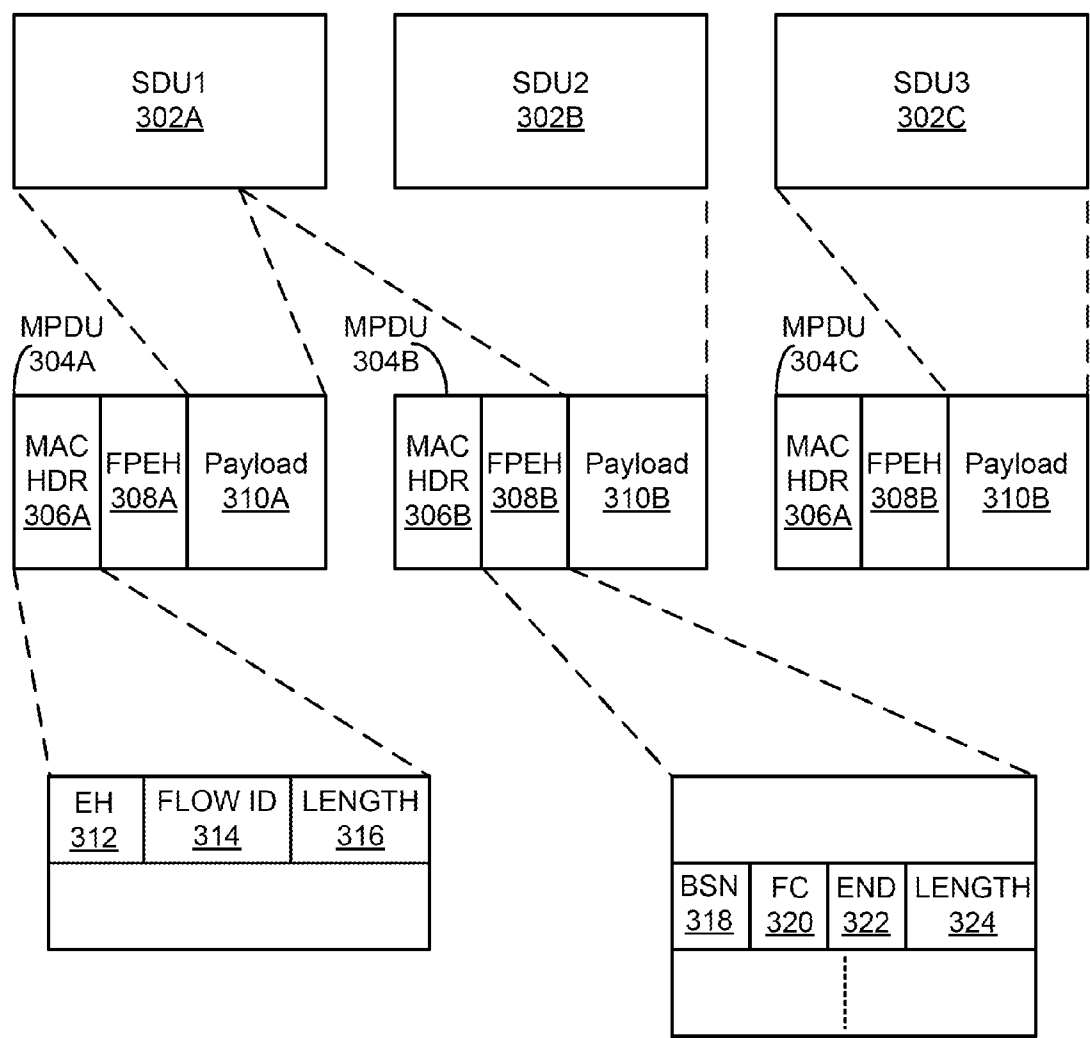 SDU1
302A
SDU2
302B
SDU3
302C
MPDU
304A
MPDU
304B
MPDU
304C
MAC
HDR
306A
FPEH
308A
Payload
310A
MAC
HDR
306B
FPEH
308B
Payload
310B
MAC
HDR
306A
FPEH
308B
Payload
310B
EH
312
FLOW ID
314
LENGTH
316
BSN
318
FC
320
END
322
LENGTH
324